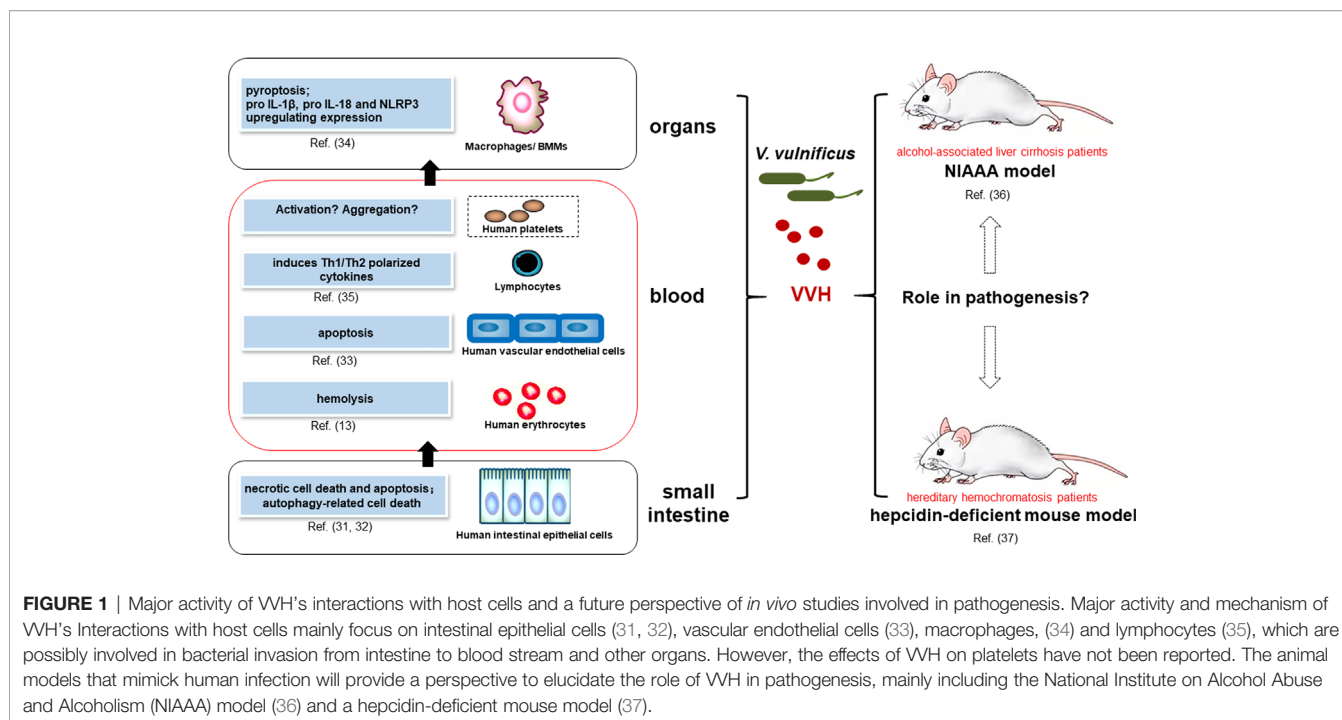 pyroptosis;
pro IL-1β, pro IL-18 and NLRP3
upregulating expression
Ref. (34)
Macrophages/ BMMs
organs
Activation? Aggregation?
Human platelets
induces Th1/Th2 polarized
cytokines
Ref. (35)
Lymphocytes
blood
apoptosis
Ref. (33)
Human vascular endothelial cells
hemolysis
Ref. (13)
Human erythrocytes
necrotic cell death and apoptosis;
autophagy-related cell death
Ref. (31, 32)
Human intestinal epithelial cells
small
intestine
V. vulnificus
VVH
alcohol-associated liver cirrhosis patients
NIAAA model
Ref. (36)
Role in pathogenesis?
hereditary hemochromatosis patients
hepcidin-deficient mouse model
Ref. (37)
FIGURE 1 | Major activity of VVH's interactions with host cells and a future perspective of in vivo studies involved in pathogenesis. Major activity and mechanism of
VVH's Interactions with host cells mainly focus on intestinal epithelial cells (31, 32), vascular endothelial cells (33), macrophages, (34) and lymphocytes (35), which are
possibly involved in bacterial invasion from intestine to blood stream and other organs. However, the effects of VVH on platelets have not been reported. The animal
models that mimick human infection will provide a perspective to elucidate the role of VVH in pathogenesis, mainly including the National Institute on Alcohol Abuse
and Alcoholism (NIAAA) model (36) and a hepcidin-deficient mouse model (37).